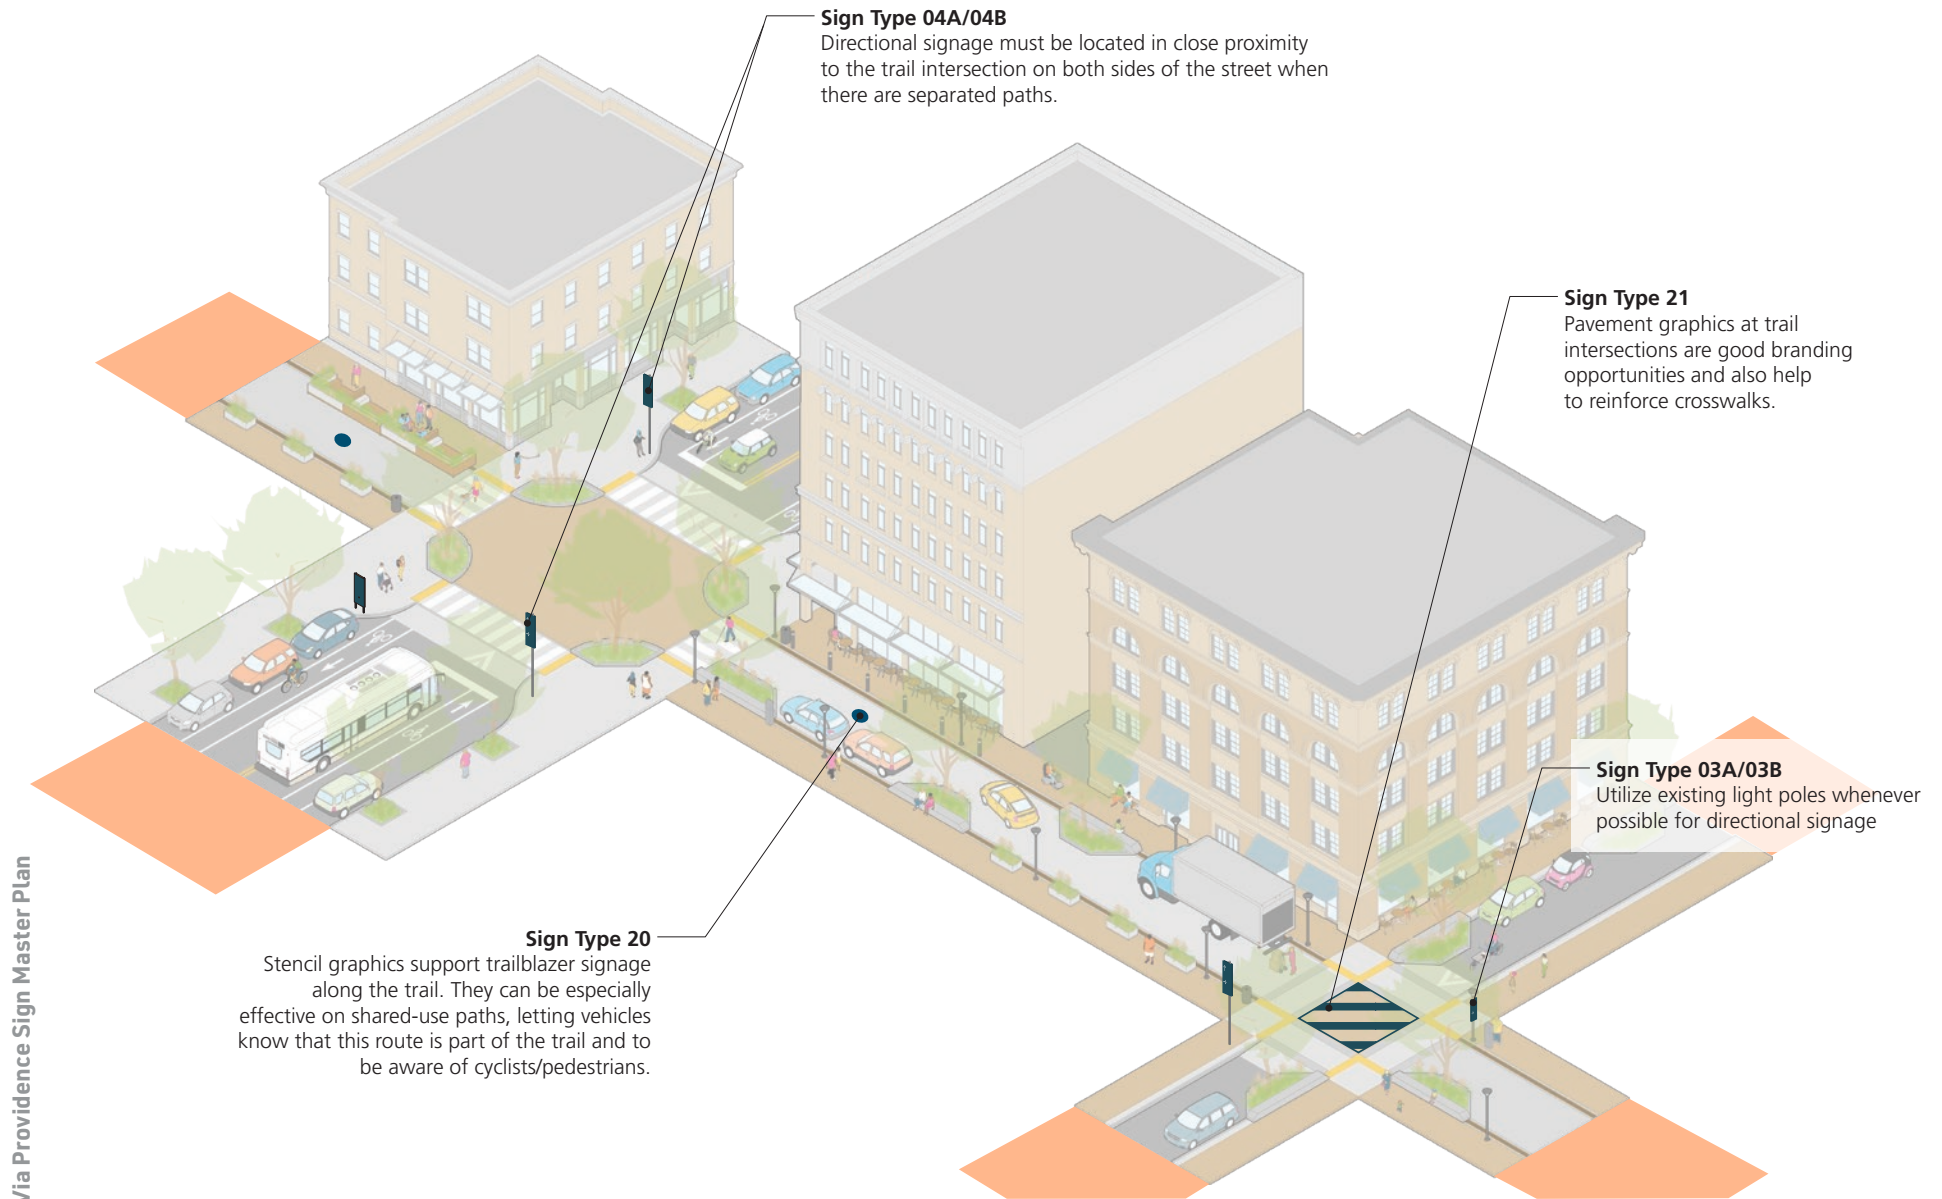 Sign Type 04A/04B
Directional signage must be located in close proximity
to the trail intersection on both sides of the street when
there are separated paths.
Sign Type 21
Pavement graphics at trail
intersections are good branding
opportunities and also help
to reinforce crosswalks.
Sign Type 03A/03B
Utilize existing light poles whenever
possible for directional signage
Sign Type 20
Stencil graphics support trailblazer signage
along the trail. They can be especially
effective on shared-use paths, letting vehicles
know that this route is part of the trail and to
be aware of cyclists/pedestrians.
Via Providence Sign Master Plan